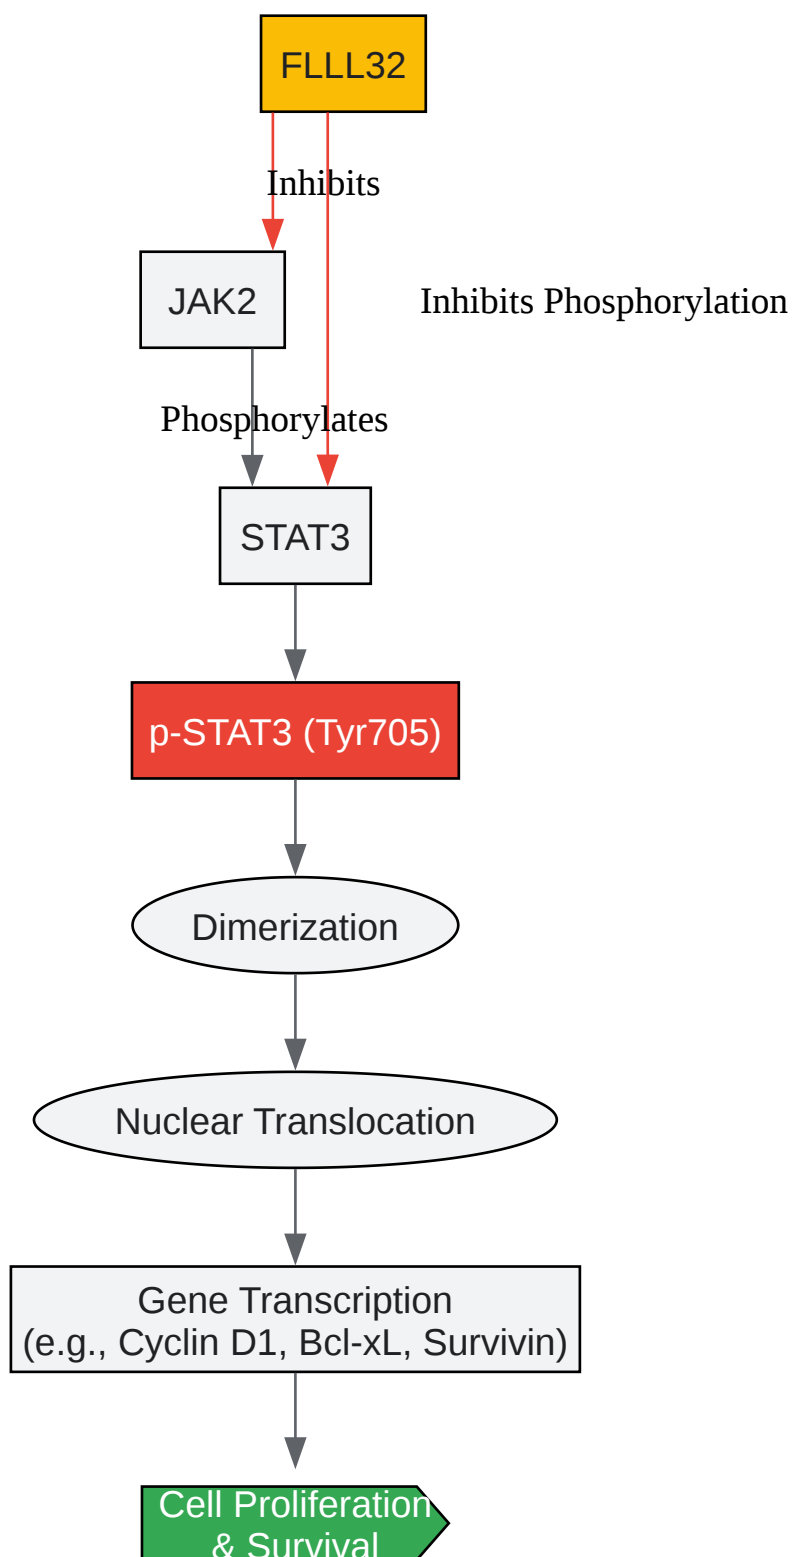 FLLL32
Inhibits
JAK2
Inhibits Phosphorylation
Phosphorylates
STAT3
p-STAT3 (Tyr705)
Dimerization
Nuclear Translocation
Gene Transcription
(e.g., Cyclin D1, Bcl-xL, Survivin)
Cell Proliferation
& Survival